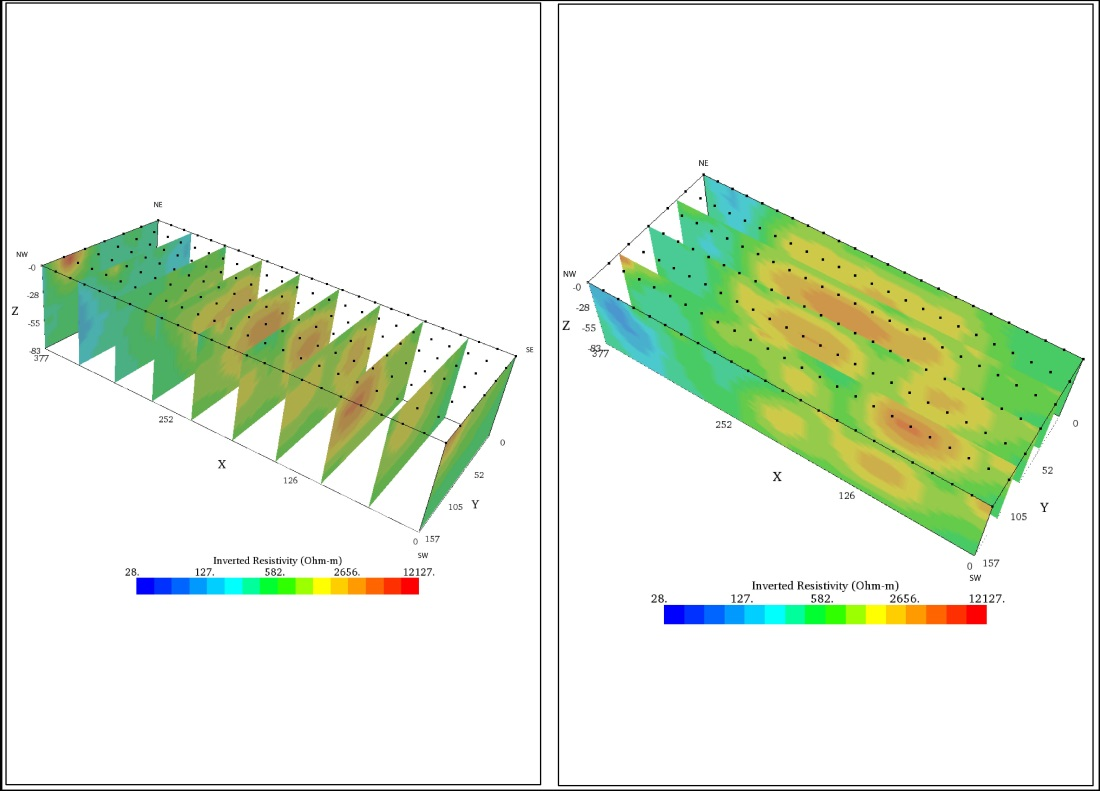 NE
NW
-0
-28
Z
-55
-83
377
SE
252
X
126
0
52
Y
105
0 157
SW
Inverted Resistivity (Ohm-m)
28. 127. 582. 2656. 12127.
NE
NW
-0
-28
Z
-55
-83
377
252
X
126
0
52
Y
105
0 157
SW
Inverted Resistivity (Ohm-m)
28. 127. 582. 2656. 12127.